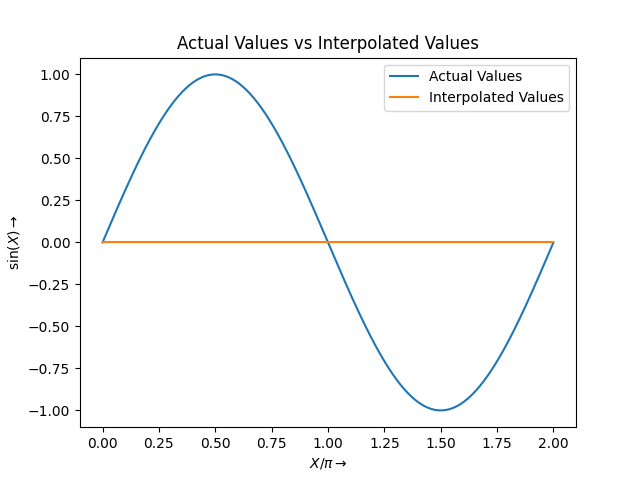 Actual Values vs Interpolated Values
Actual Values
Interpolated Values
1.00
0.75
0.50
0.25
0.00
−0.25
−0.50
−0.75
−1.00
sin(X) →
0.00 0.25 0.50 0.75 1.00 1.25 1.50 1.75 2.00
X/π →